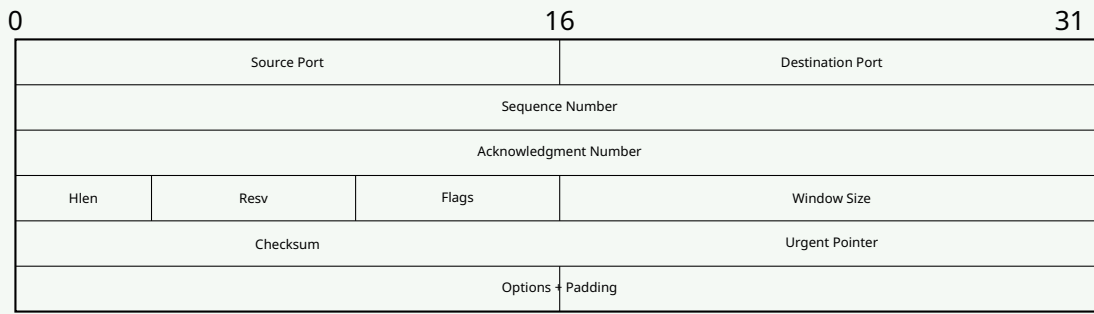 0 16 31
Source Port Destination Port
Sequence Number
Acknowledgment Number
Hlen Resv Flags Window Size
Checksum Urgent Pointer
Options + Padding